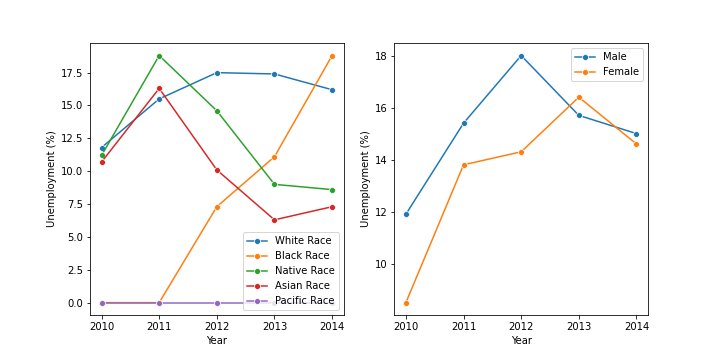 Unemployment (%)
17.5
15.0
12.5
10.0
7.5
5.0
2.5
0.0
2010 2011 2012 2013 2014
Year
White Race
Black Race
Native Race
Asian Race
Pacific Race
Unemployment (%)
18
16
14
12
10
2010 2011 2012 2013 2014
Year
Male
Female